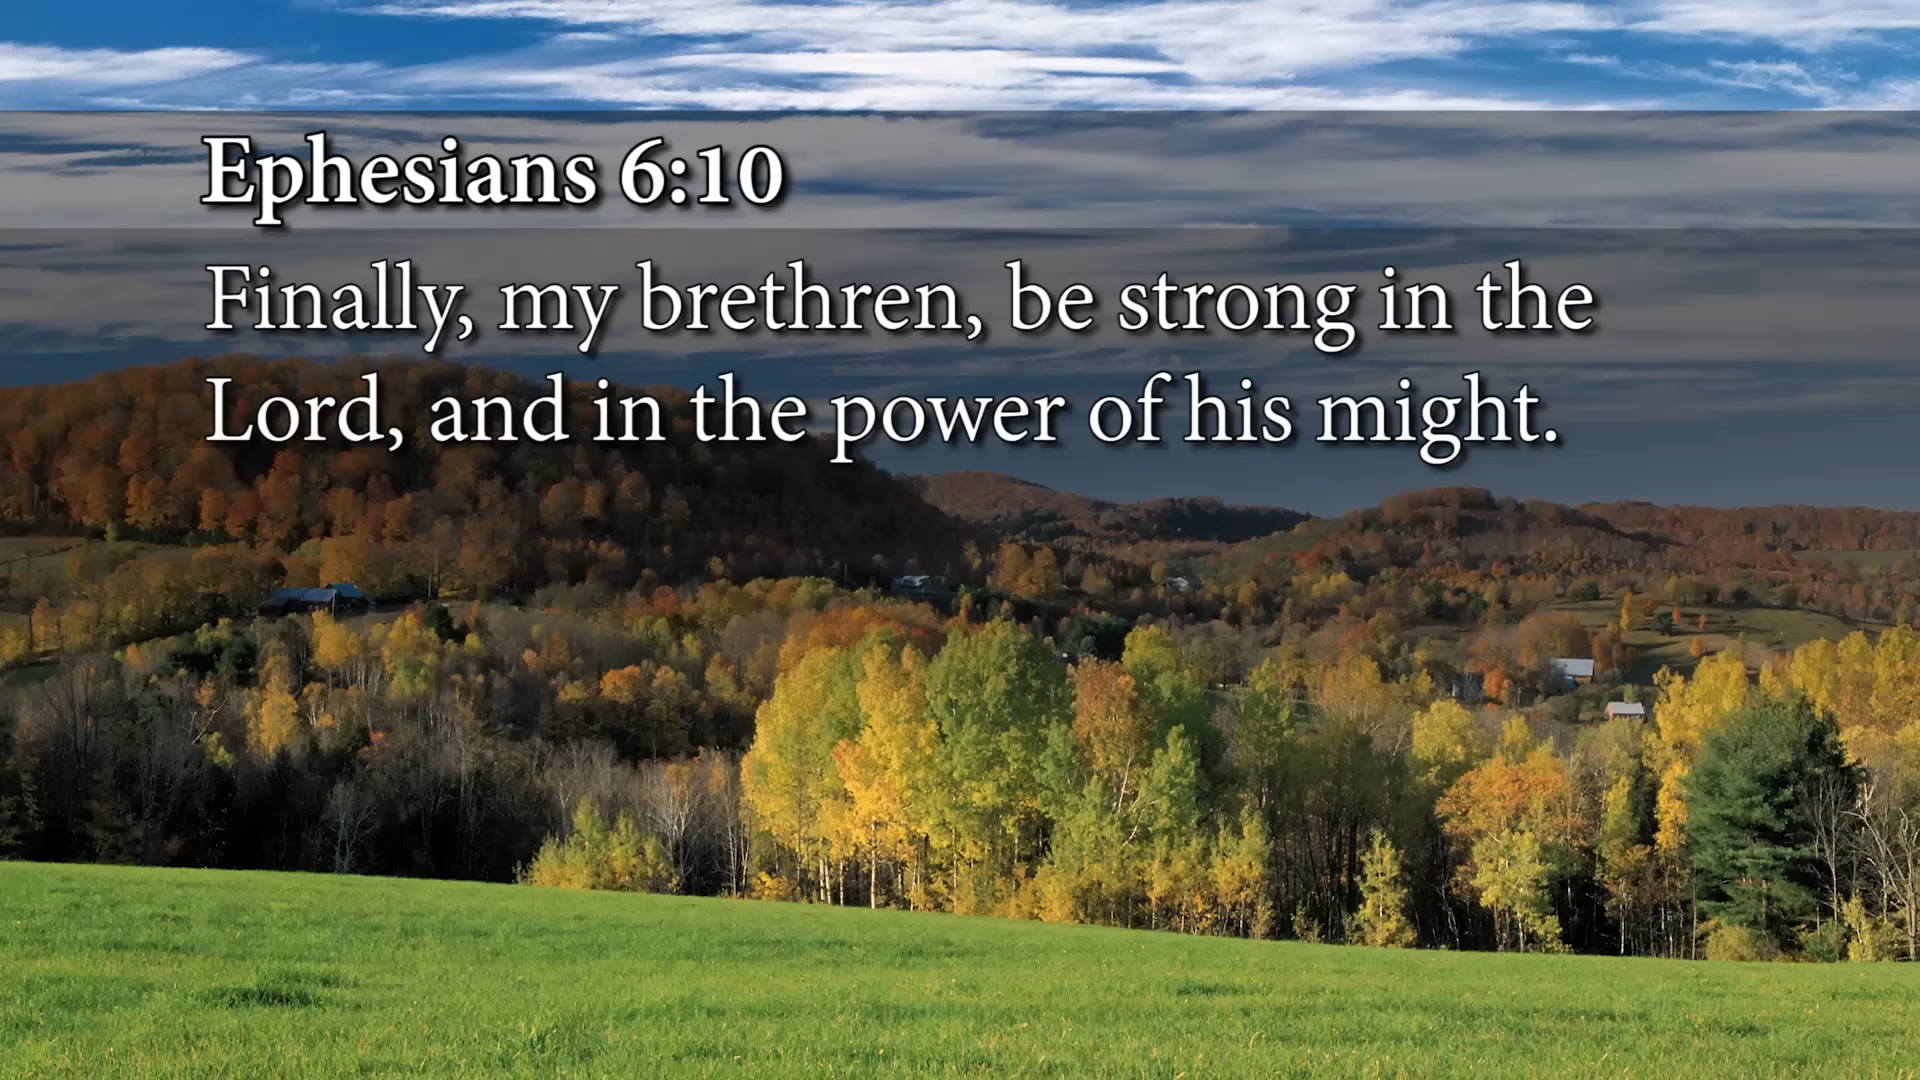 Ephesians 6:10
Finally, my brethren, be strong in the
Lord, and in the power of his might.